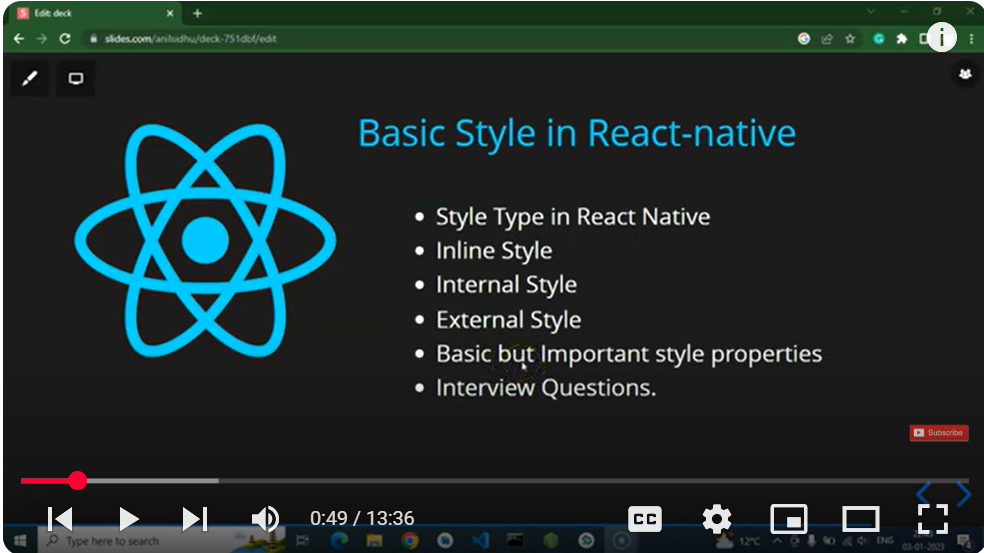 Edit: deck
slides.com/anilsidhu/deck-751dbf/edit
Basic Style in React-native
Style Type in React Native
Inline Style
Internal Style
External Style
Basic but Important style properties
Interview Questions.
Subscribe
0:49 / 13:36
CC
Type here to search
12°C
ENG
03-01-2023